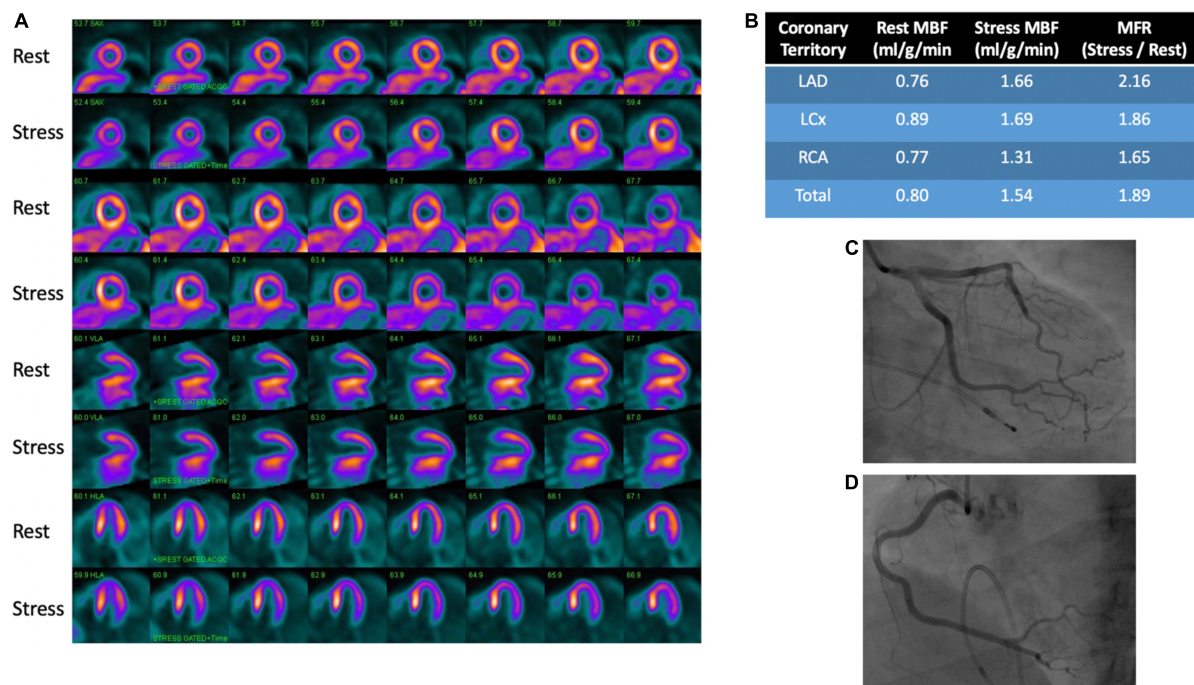 A
Rest
52.7 SAX 53.7 54.7 55.7 56.7 57.7 58.7 59.7
+SREST GATED ACQC
Stress
52.4 SAX 53.4 54.4 55.4 56.4 57.4 58.4 59.4
STRESS GATED+Time
Rest
60.7 61.7 62.7 63.7 64.7 65.7 66.7 67.7
Stress
60.4 61.4 62.4 63.4 64.4 65.4 66.4 67.4
Rest
60.1 VLA 61.1 62.1 63.1 64.1 65.1 66.1 67.1
+SREST GATED ACQC
Stress
60.0 VLA 61.0 62.0 63.0 64.0 65.0 66.0 67.0
STRESS GATED+Time
Rest
60.1 HLA 61.1 62.1 63.1 64.1 65.1 66.1 67.1
+SREST GATED ACQC
Stress
59.9 HLA 60.9 61.9 62.9 63.9 64.9 65.9 66.9
STRESS GATED+Time
B
Coronary Territory Rest MBF (ml/g/min Stress MBF (ml/g/min) MFR (Stress / Rest)
LAD 0.76 1.66 2.16
LCx 0.89 1.69 1.86
RCA 0.77 1.31 1.65
Total 0.80 1.54 1.89
C
D